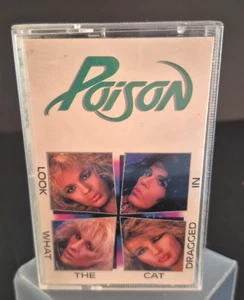 POISON
LOOK
WHAT
THE
CAT
DRAGGED
IN